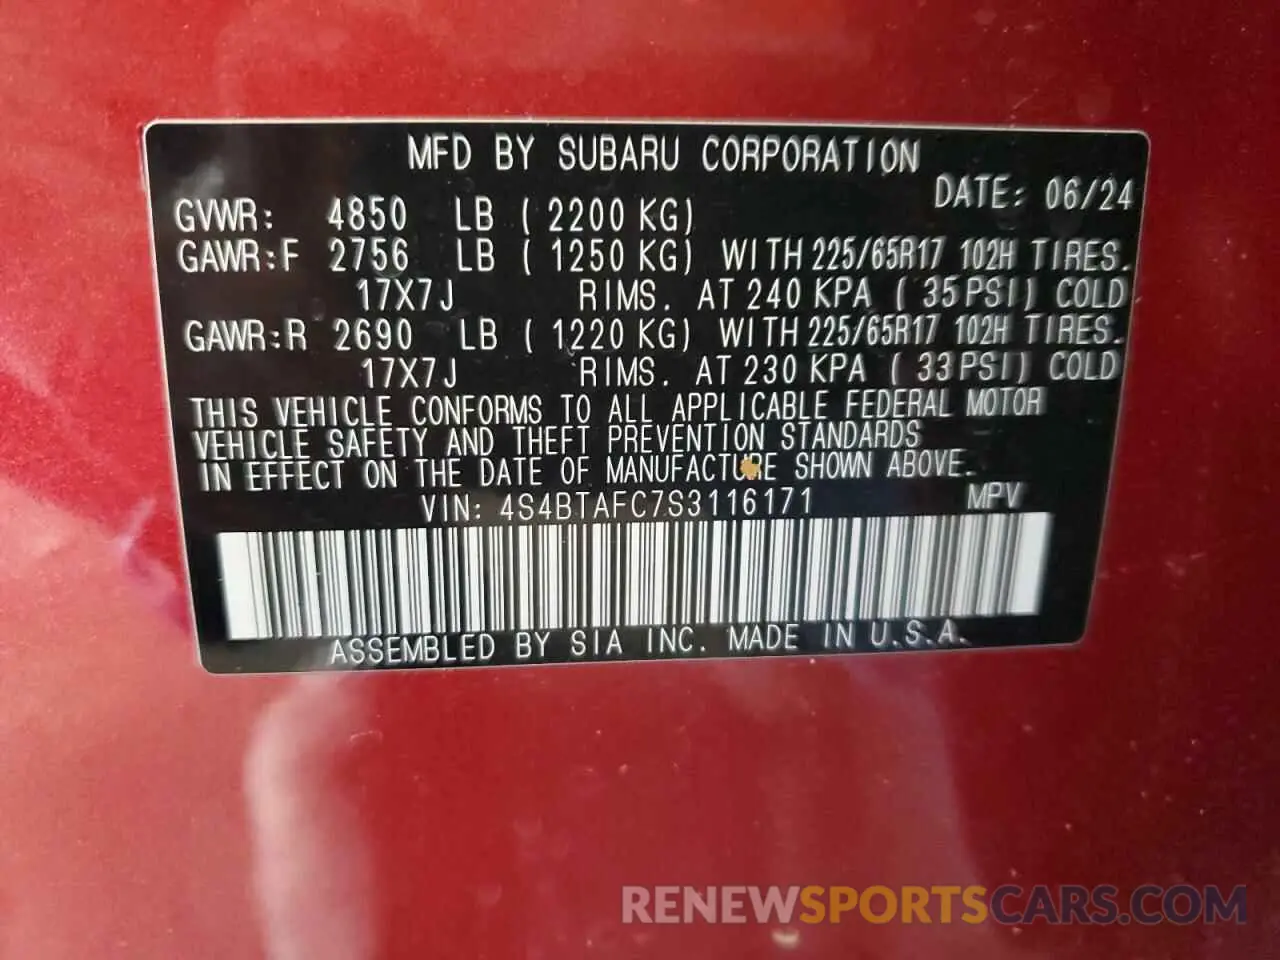 MFD BY SUBARU CORPORATION
DATE: 06/24
GVWR: 4850 LB ( 2200 KG)
GAWR:F 2756 LB ( 1250 KG) WITH 225/65R17 102H TIRES.
17X7J RIMS. AT 240 KPA ( 35 PSI) COLD
GAWR:R 2690 LB ( 1220 KG) WITH 225/65R17 102H TIRES.
17X7J RIMS. AT 230 KPA ( 33 PSI) COLD
THIS VEHICLE CONFORMS TO ALL APPLICABLE FEDERAL MOTOR
VEHICLE SAFETY AND THEFT PREVENTION STANDARDS
IN EFFECT ON THE DATE OF MANUFACTURE SHOWN ABOVE.
VIN: 4S4BTAFC7S3116171 MPV
ASSEMBLED BY SIA INC. MADE IN U.S.A.
RENEWSPORTSCARS.COM